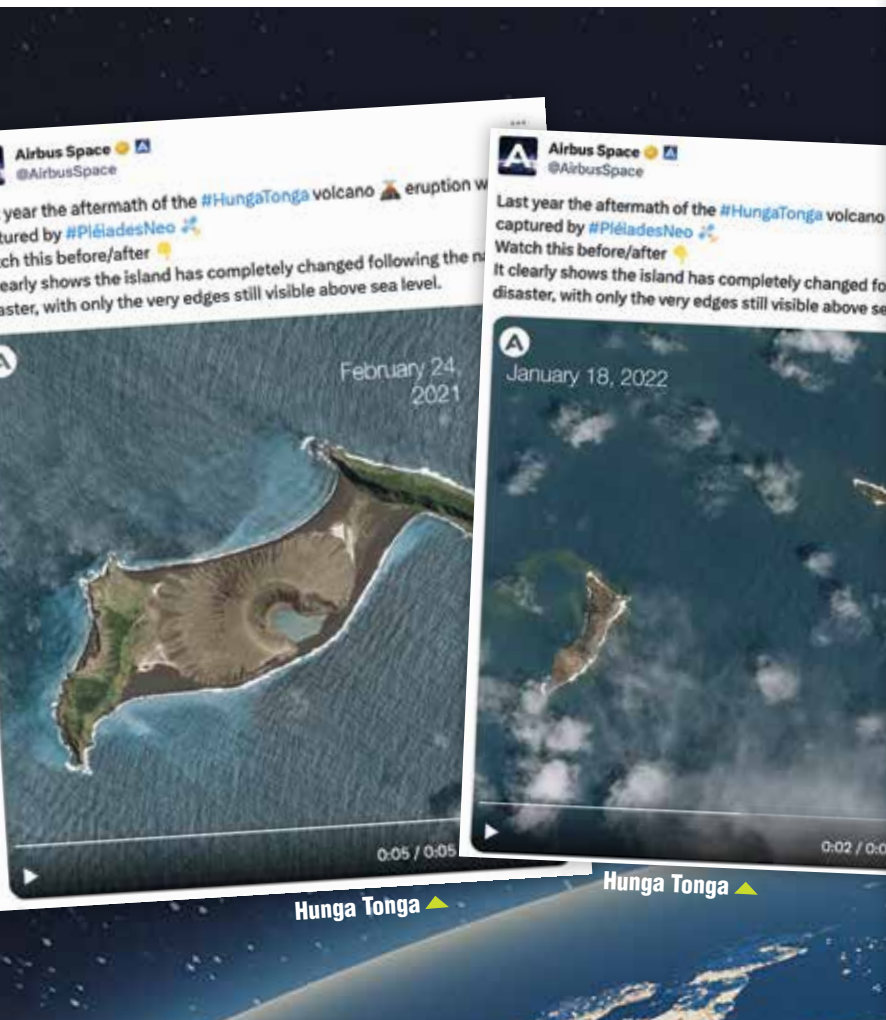 Airbus Space
@AirbusSpace
year the aftermath of the #HungaTonga volcano eruption w
tured by #PléiadesNeo
ch this before/after
early shows the island has completely changed following the na
aster, with only the very edges still visible above sea level.
A
February 24,
2021
0:05 / 0:05
Hunga Tonga
A
Airbus Space
@AirbusSpace
Last year the aftermath of the #HungaTonga volcano
captured by #PléiadesNeo
Watch this before/after
It clearly shows the island has completely changed fo
disaster, with only the very edges still visible above se
A
January 18, 2022
0:02 / 0:0
Hunga Tonga